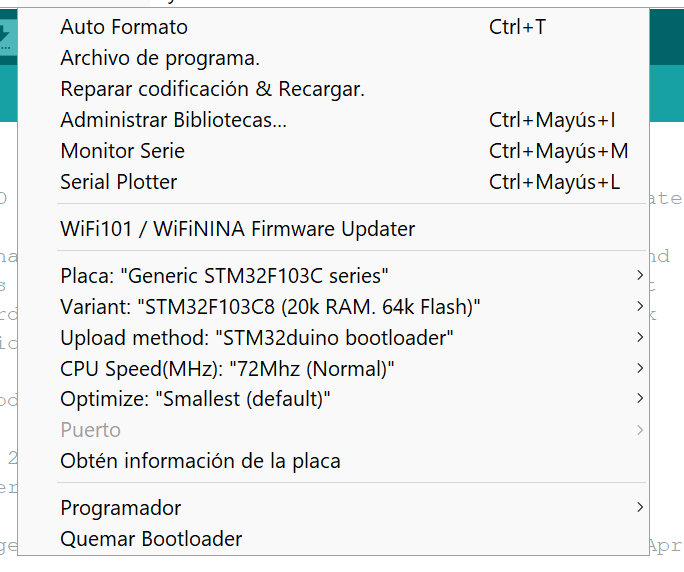 Auto Formato Ctrl+T
Archivo de programa.
Reparar codificación & Recargar.
Administrar Bibliotecas... Ctrl+Mayús+I
Monitor Serie Ctrl+Mayús+M
Serial Plotter Ctrl+Mayús+L
WiFi101 / WiFiNINA Firmware Updater
Placa: "Generic STM32F103C series"
Variant: "STM32F103C8 (20k RAM. 64k Flash)"
Upload method: "STM32duino bootloader"
CPU Speed(MHz): "72Mhz (Normal)"
Optimize: "Smallest (default)"
Puerto
Obtén información de la placa
Programador
Quemar Bootloader